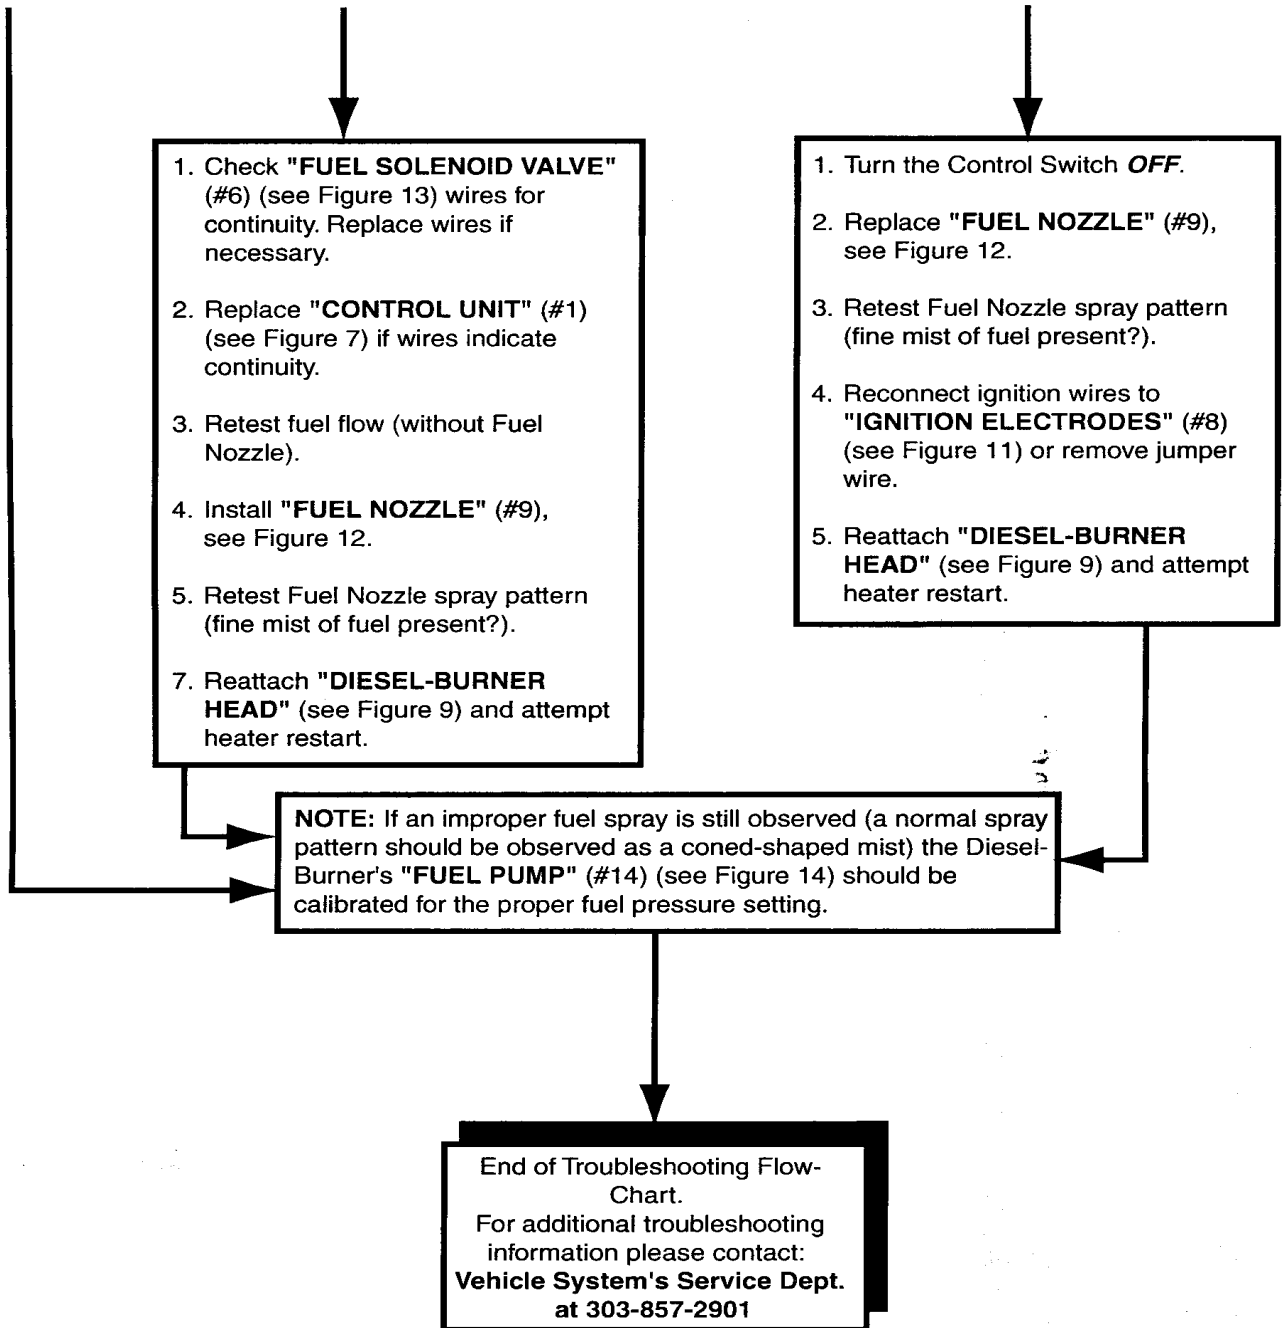 1. Check "FUEL SOLENOID VALVE"
(#6) (see Figure 13) wires for
continuity. Replace wires if
necessary.
2. Replace "CONTROL UNIT" (#1)
(see Figure 7) if wires indicate
continuity.
3. Retest fuel flow (without Fuel
Nozzle).
4. Install "FUEL NOZZLE" (#9),
see Figure 12.
5. Retest Fuel Nozzle spray pattern
(fine mist of fuel present?).
7. Reattach "DIESEL-BURNER
HEAD" (see Figure 9) and attempt
heater restart.
1. Turn the Control Switch OFF.
2. Replace "FUEL NOZZLE" (#9),
see Figure 12.
3. Retest Fuel Nozzle spray pattern
(fine mist of fuel present?).
4. Reconnect ignition wires to
"IGNITION ELECTRODES" (#8)
(see Figure 11) or remove jumper
wire.
5. Reattach "DIESEL-BURNER
HEAD" (see Figure 9) and attempt
heater restart.
NOTE: If an improper fuel spray is still observed (a normal spray
pattern should be observed as a coned-shaped mist) the Diesel-
Burner's "FUEL PUMP" (#14) (see Figure 14) should be
calibrated for the proper fuel pressure setting.
End of Troubleshooting Flow-
Chart.
For additional troubleshooting
information please contact:
Vehicle System's Service Dept.
at 303-857-2901